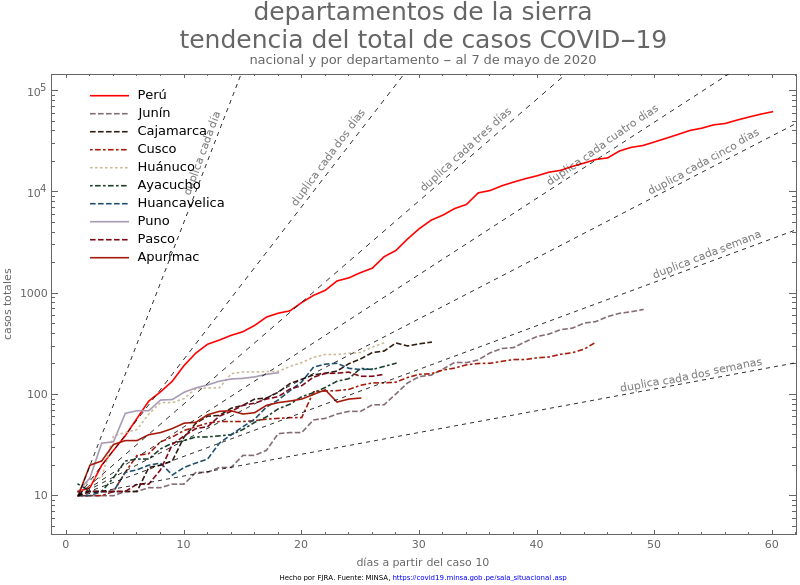 departamentos de la sierra
tendencia del total de casos COVID−19
nacional y por departamento − al 7 de mayo de 2020
casos totales
10^5
10^4
1000
100
10
Perú
Junín
Cajamarca
Cusco
Huánuco
Ayacucho
Huancavelica
Puno
Pasco
Apurímac
duplica cada día
duplica cada dos días
duplica cada tres días
duplica cada cuatro días
duplica cada cinco días
duplica cada semana
duplica cada dos semanas
0 10 20 30 40 50 60
días a partir del caso 10
Hecho por FJRA. Fuente: MINSA, https://covid19.minsa.gob.pe/sala_situacional.asp